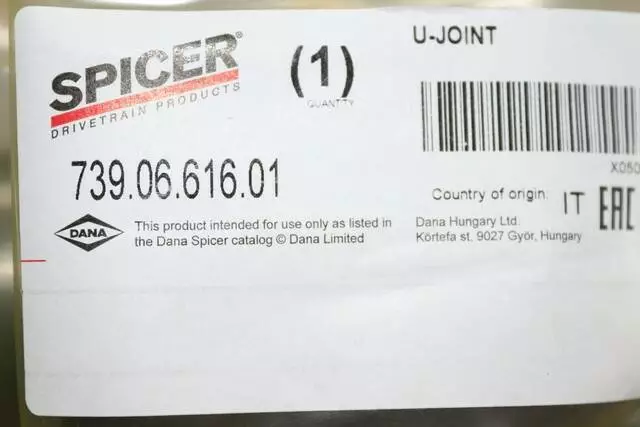 SPICER®
DRIVETRAIN PRODUCTS
(1)
QUANTITY
U-JOINT
X050
739.06.616.01
Country of origin: IT
EAC
DANA
This product intended for use only as listed in
the Dana Spicer catalog © Dana Limited
Dana Hungary Ltd.
Körtefa st. 9027 Győr, Hungary